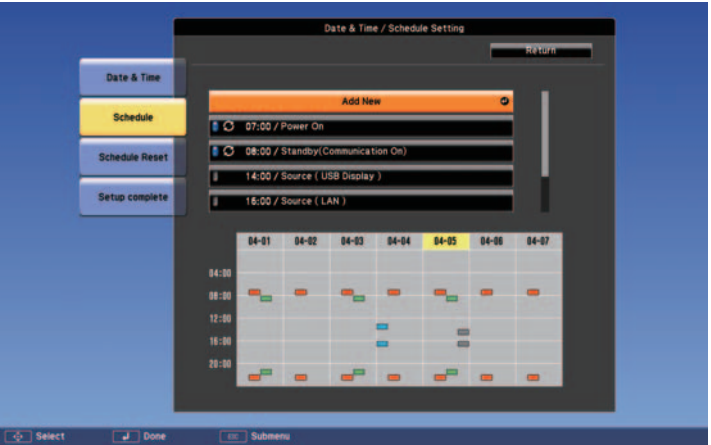 Date & Time / Schedule Setting
Return
Date & Time
Schedule
Schedule Reset
Setup complete
Add New
07:00 / Power On
08:00 / Standby(Communication On)
14:00 / Source ( USB Display )
16:00 / Source ( LAN )
04-01 04-02 04-03 04-04 04-05 04-06 04-07
04:00
08:00
12:00
16:00
20:00
Select Done Esc Submenu